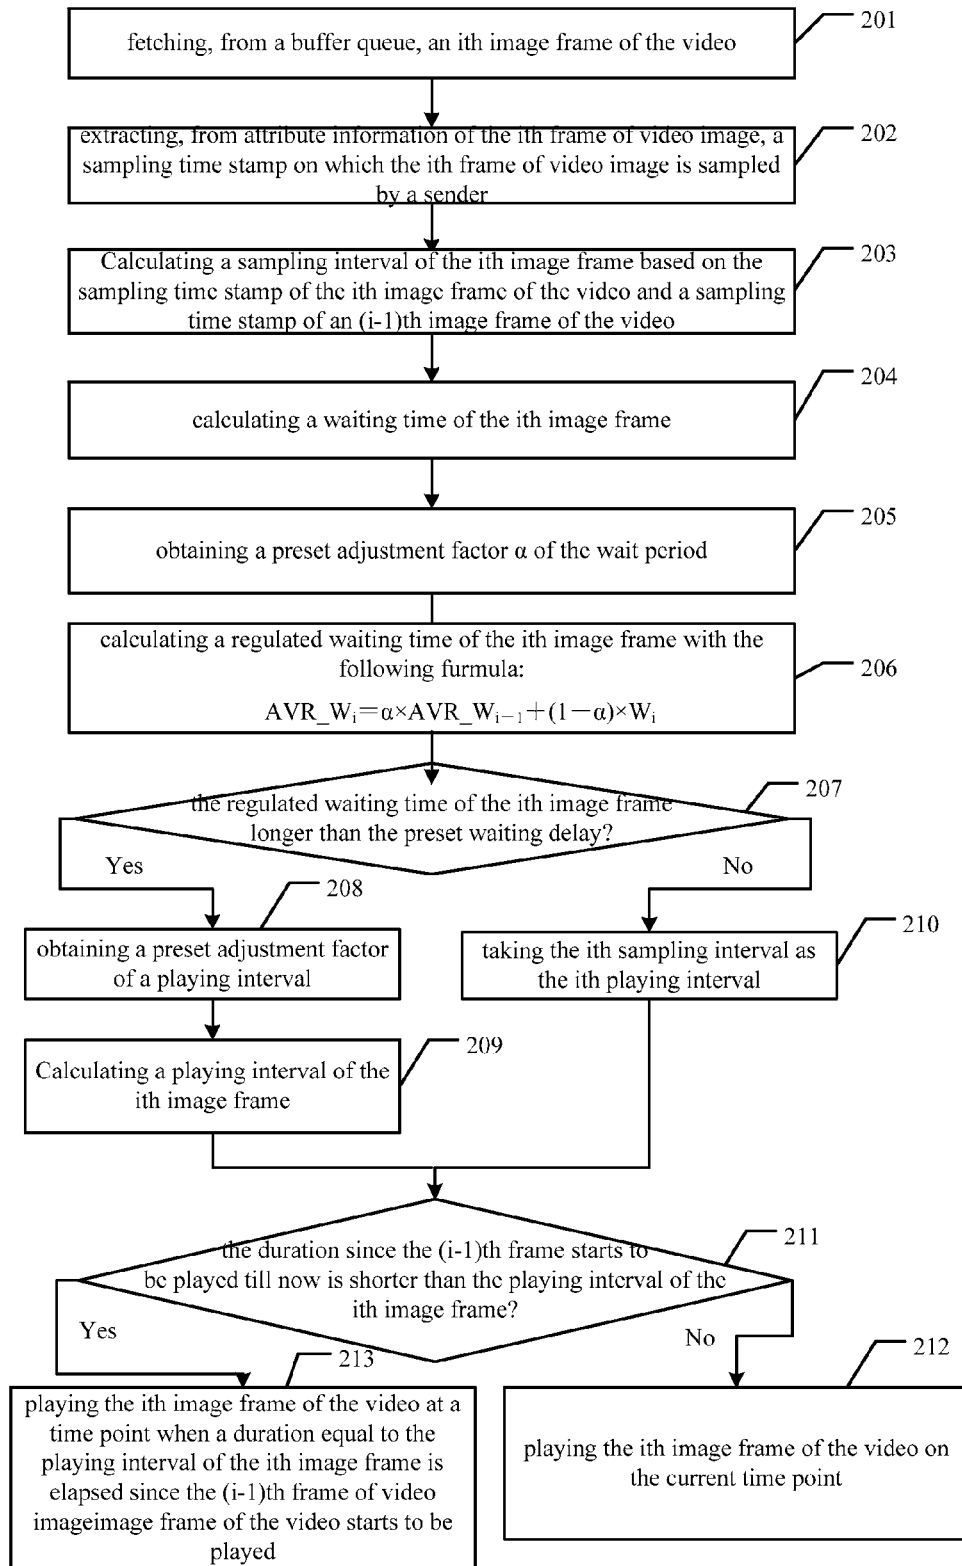 fetching, from a buffer queue, an ith image frame of the video
201
extracting, from attribute information of the ith frame of video image, a
sampling time stamp on which the ith frame of video image is sampled
by a sender
202
Calculating a sampling interval of the ith image frame based on the
sampling time stamp of the ith image frame of the video and a sampling
time stamp of an (i-1)th image frame of the video
203
calculating a waiting time of the ith image frame
204
obtaining a preset adjustment factor α of the wait period
205
calculating a regulated waiting time of the ith image frame with the
following furmula:
AVR_Wᵢ=α×AVR_Wᵢ₋₁+(1-α)×Wᵢ
206
the regulated waiting time of the ith image frame
longer than the preset waiting delay?
207
Yes
No
208
obtaining a preset adjustment factor
of a playing interval
210
taking the ith sampling interval as
the ith playing interval
209
Calculating a playing interval of the
ith image frame
211
the duration since the (i-1)th frame starts to
be played till now is shorter than the playing interval of the
ith image frame?
Yes
No
213
playing the ith image frame of the video at a
time point when a duration equal to the
playing interval of the ith image frame is
elapsed since the (i-1)th frame of video
imageimage frame of the video starts to be
played
212
playing the ith image frame of the video on
the current time point